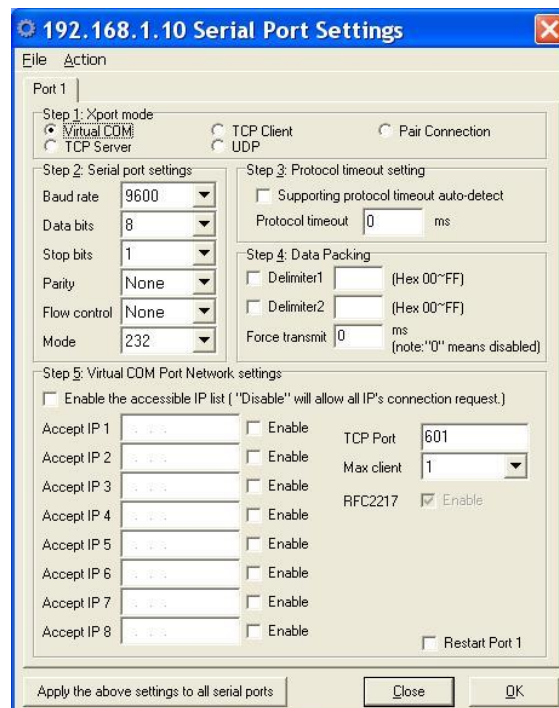 192.168.1.10 Serial Port Settings
File Action
Port 1
Step 1: Xport mode
Virtual COM TCP Client Pair Connection
TCP Server UDP
Step 2: Serial port settings
Baud rate 9600
Data bits 8
Stop bits 1
Parity None
Flow control None
Mode 232
Step 3: Protocol timeout setting
Supporting protocol timeout auto-detect
Protocol timeout 0 ms
Step 4: Data Packing
Delimiter1 (Hex 00~FF)
Delimiter2 (Hex 00~FF)
Force transmit 0 ms
(note:"0" means disabled)
Step 5: Virtual COM Port Network settings
Enable the accessible IP list ( "Disable" will allow all IP's connection request.)
Accept IP 1 . . . Enable
Accept IP 2 . . . Enable
Accept IP 3 . . . Enable
Accept IP 4 . . . Enable
Accept IP 5 . . . Enable
Accept IP 6 . . . Enable
Accept IP 7 . . . Enable
Accept IP 8 . . . Enable
TCP Port 601
Max client 1
RFC2217 Enable
Restart Port 1
Apply the above settings to all serial ports Close OK